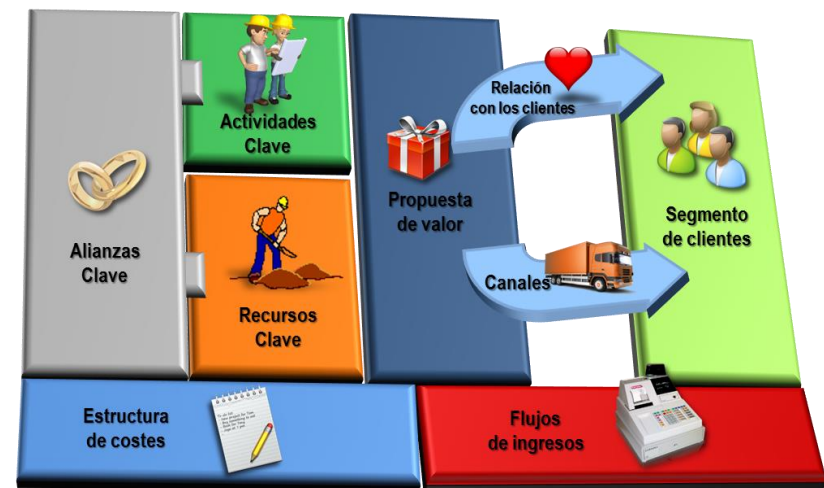 Alianzas
Clave
Actividades
Clave
Recursos
Clave
Propuesta
de valor
Relación
con los clientes
Canales
Segmento
de clientes
Estructura
de costes
Flujos
de ingresos